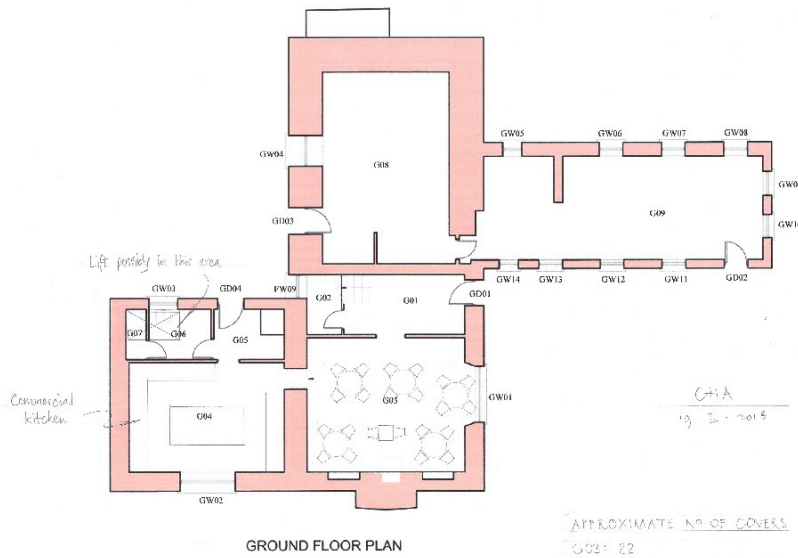 GW05
GW06
GW07
GW08
GW04
G08
GW0
G09
GW1
GD03
GW14
GW13
GW12
GW11
GD02
Lift possibly in this area
GW03
GD04
FW09
G02
G01
GD01
G07
G06
G05
Commercial
kitchen
G04
G03
GW01
GW02
GROUND FLOOR PLAN
APPROXIMATE No OF COVERS
G03: 22